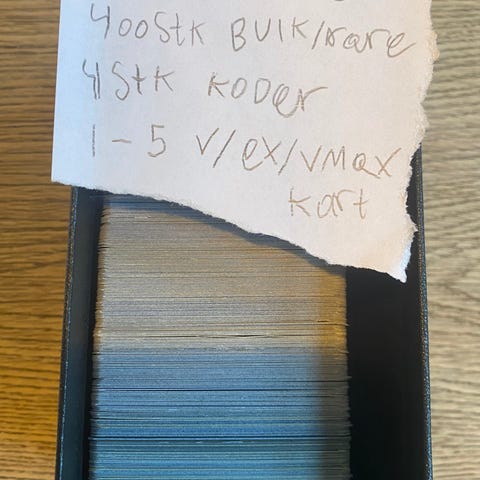 400Stk BULK/rare
41Stk KODer
1-5 V/eX/vmax
kort